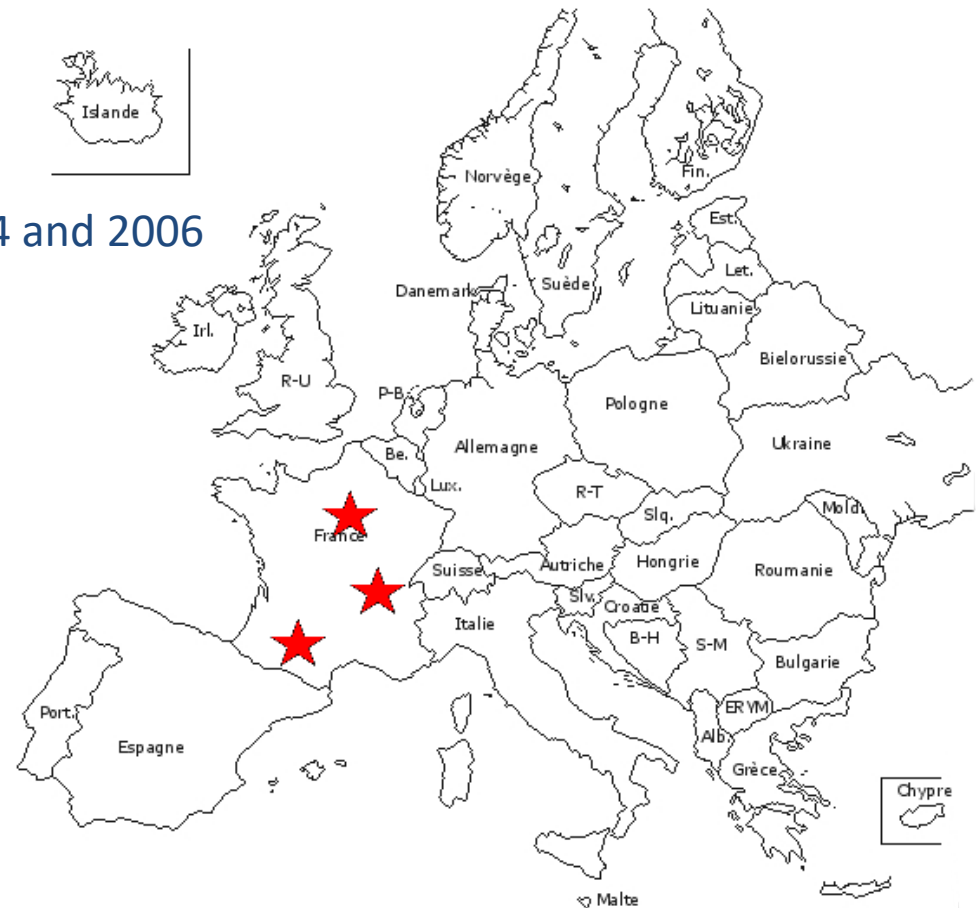 Islande
4 and 2006
Norvège
Fin.
Est.
Let.
Lituanie
Danemark
Suède
Irl.
R-U
P-B.
Bielorussie
Pologne
Allemagne
Ukraine
Be.
Lux.
R-T
Slq.
Mold.
France
Suisse
Autriche
Hongrie
Roumanie
Slv.
Croatie
Italie
B-H
S-M
Bulgarie
Port.
Espagne
ERYM
Alb.
Grèce
Chypre
Malte